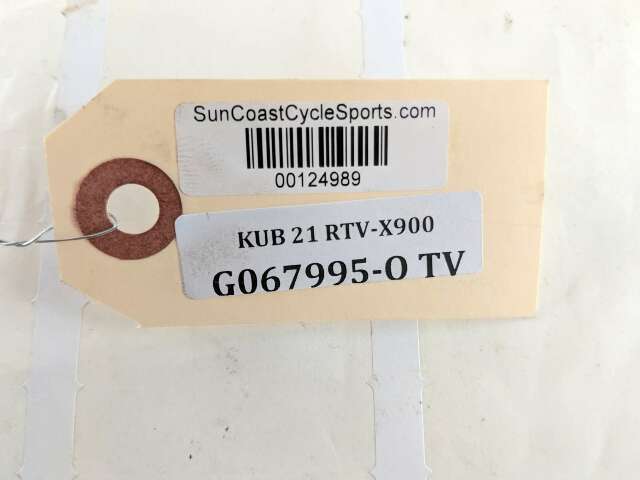 SunCoastCycleSports.com
00124989
KUB 21 RTV-X900
G067995-O TV